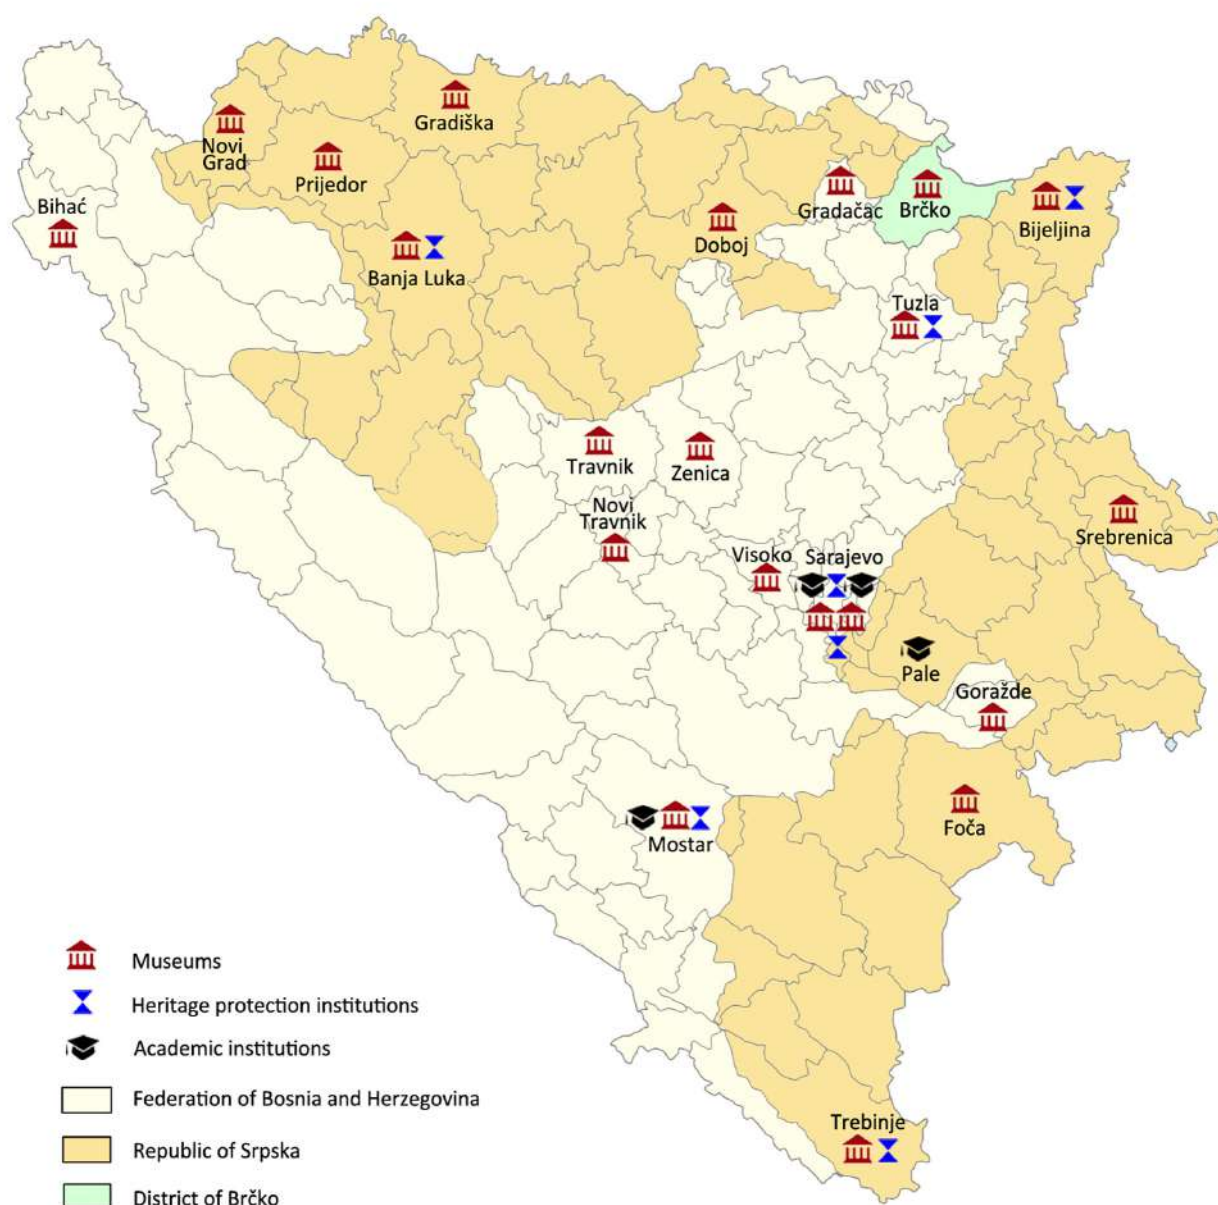 Gradiška
Novi
Grad
Prijedor
Bihać
Gradačac
Brčko
Bijeljina
Doboj
Banja Luka
Tuzla
Travnik
Zenica
Novi
Travnik
Srebrenica
Visoko
Sarajevo
Pale
Goražde
Foča
Mostar
Trebinje
Museums
Heritage protection institutions
Academic institutions
Federation of Bosnia and Herzegovina
Republic of Srpska
District of Brčko